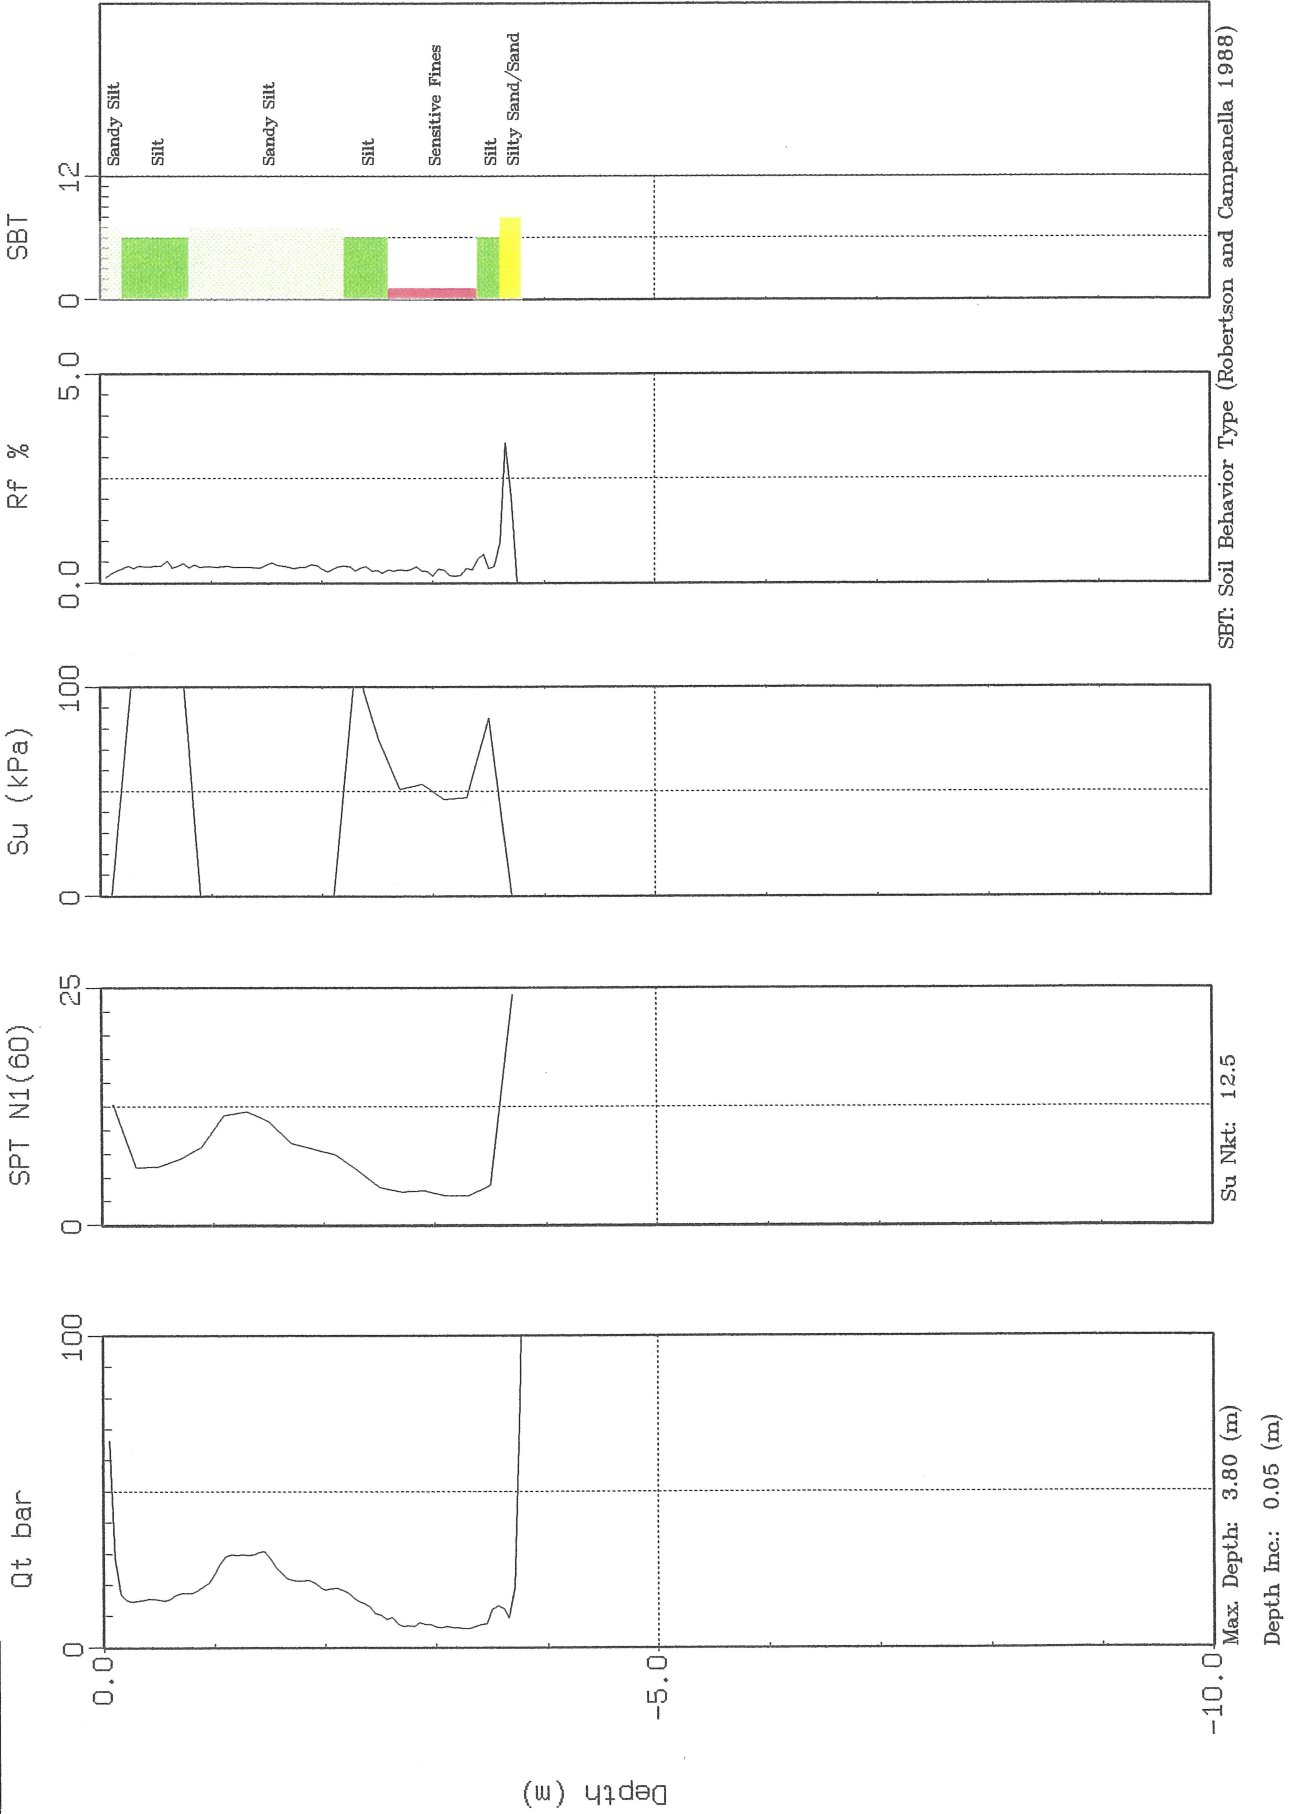 Qt bar
SPT N1(60)
Su (kPa)
Rf %
SBT
0
100
0
25
0
100
0.0
5.0
0
12
0.0
-5.0
-10.0
Depth (m)
Sandy Silt
Silt
Sandy Silt
Silt
Sensitive Fines
Silt
Silty Sand/Sand
Max. Depth: 3.80 (m)
Depth Inc.: 0.05 (m)
Su Nkt: 12.5
SBT: Soil Behavior Type (Robertson and Campanella 1988)